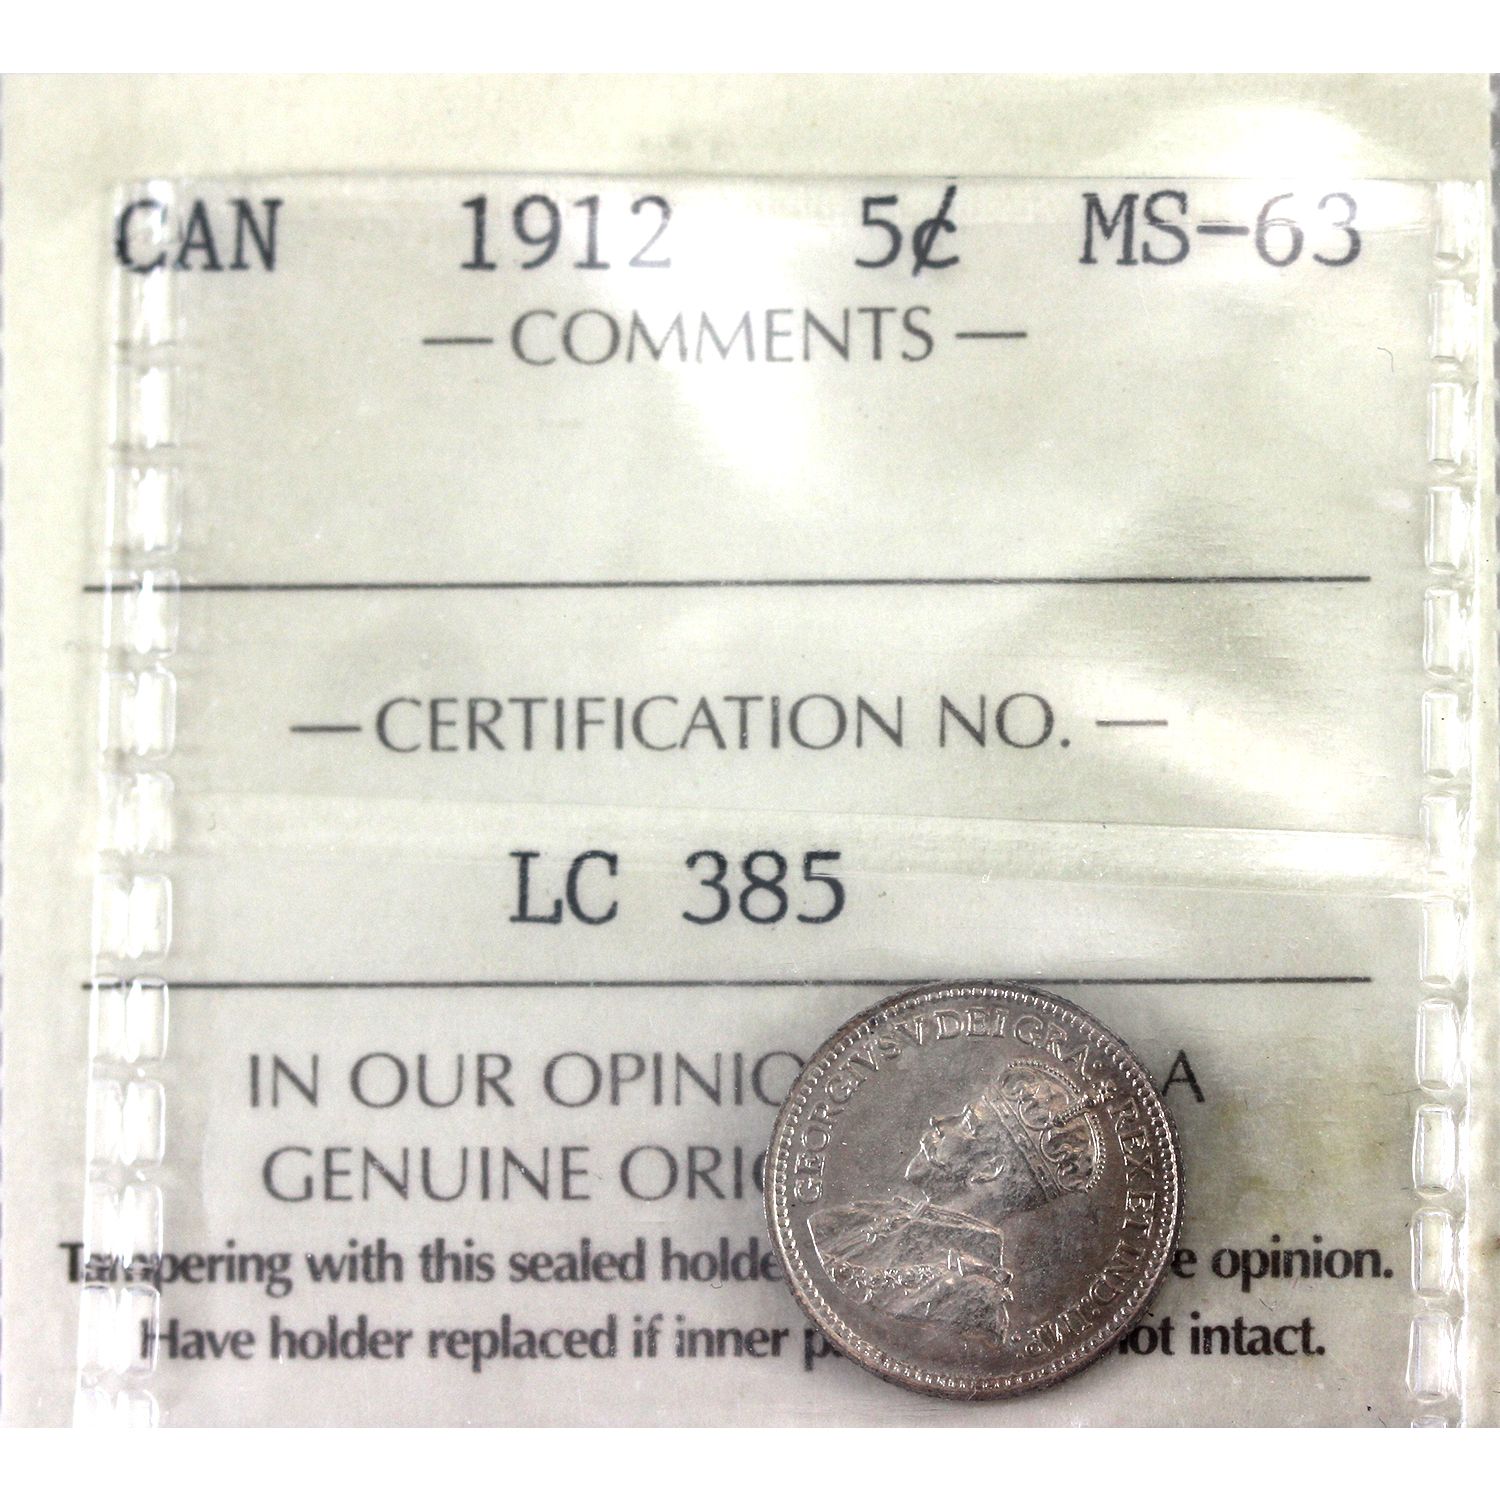 CAN 1912 5¢ MS-63
— COMMENTS —
— CERTIFICATION NO. —
LC 385
IN OUR OPINIO A
GENUINE ORIG
Tampering with this sealed holde e opinion.
Have holder replaced if inner p not intact.
GEORGIVS V DEI GRA: REX ET IND: IMP: